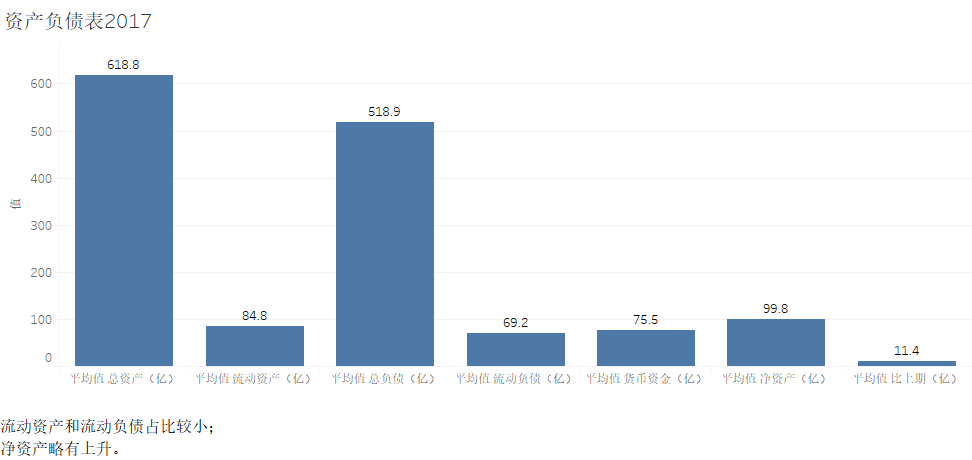 资产负债表2017
618.8
600
518.9
500
400
值
300
200
84.8
69.2
75.5
99.8
100
11.4
0
平均值 总资产（亿） 平均值 流动资产（亿） 平均值 总负债（亿） 平均值 流动负债（亿） 平均值 货币资金（亿） 平均值 净资产（亿） 平均值 比上期（亿）
流动资产和流动负债占比较小；
净资产略有上升。